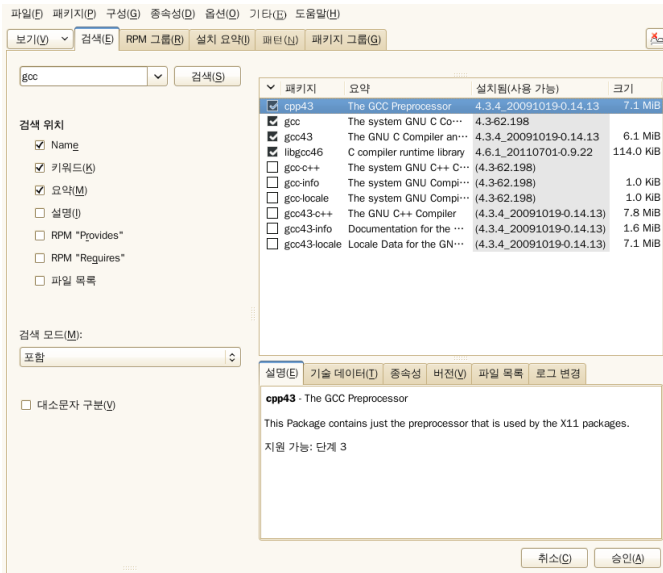 파일(F) 패키지(P) 구성(G) 종속성(D) 옵션(O) 기타(E) 도움말(H)
보기(V) 검색(E) RPM 그룹(R) 설치 요약(I) 패턴(N) 패키지 그룹(G)
gcc 검색(S)
검색 위치
Name
키워드(K)
요약(M)
설명(I)
RPM "Provides"
RPM "Requires"
파일 목록
검색 모드(M):
포함
대소문자 구분(V)
패키지 요약 설치됨(사용 가능) 크기
cpp43 The GCC Preprocessor 4.3.4_20091019-0.14.13 7.1 MiB
gcc The system GNU C Co··· 4.3-62.198
gcc43 The GNU C Compiler an··· 4.3.4_20091019-0.14.13 6.1 MiB
libgcc46 C compiler runtime library 4.6.1_20110701-0.9.22 114.0 KiB
gcc-c++ The system GNU C++ C··· (4.3-62.198)
gcc-info The system GNU Compi··· (4.3-62.198) 1.0 KiB
gcc-locale The system GNU Compi··· (4.3-62.198) 1.0 KiB
gcc43-c++ The GNU C++ Compiler (4.3.4_20091019-0.14.13) 7.8 MiB
gcc43-info Documentation for the ··· (4.3.4_20091019-0.14.13) 1.6 MiB
gcc43-locale Locale Data for the GN··· (4.3.4_20091019-0.14.13) 7.1 MiB
설명(E) 기술 데이터(T) 종속성 버전(V) 파일 목록 로그 변경
cpp43 - The GCC Preprocessor
This Package contains just the preprocessor that is used by the X11 packages.
지원 가능: 단계 3
취소(C) 승인(A)